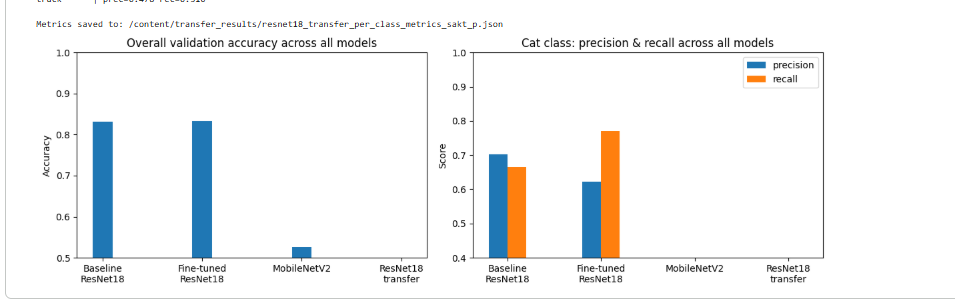 Metrics saved to: /content/transfer_results/resnet18_transfer_per_class_metrics_sakt_p.json
Overall validation accuracy across all models
1.0
0.9
0.8
0.7
0.6
0.5
Accuracy
Baseline
ResNet18
Fine-tuned
ResNet18
MobileNetV2
ResNet18
transfer
Cat class: precision & recall across all models
precision
recall
1.0
0.9
0.8
0.7
0.6
0.5
0.4
Score
Baseline
ResNet18
Fine-tuned
ResNet18
MobileNetV2
ResNet18
transfer